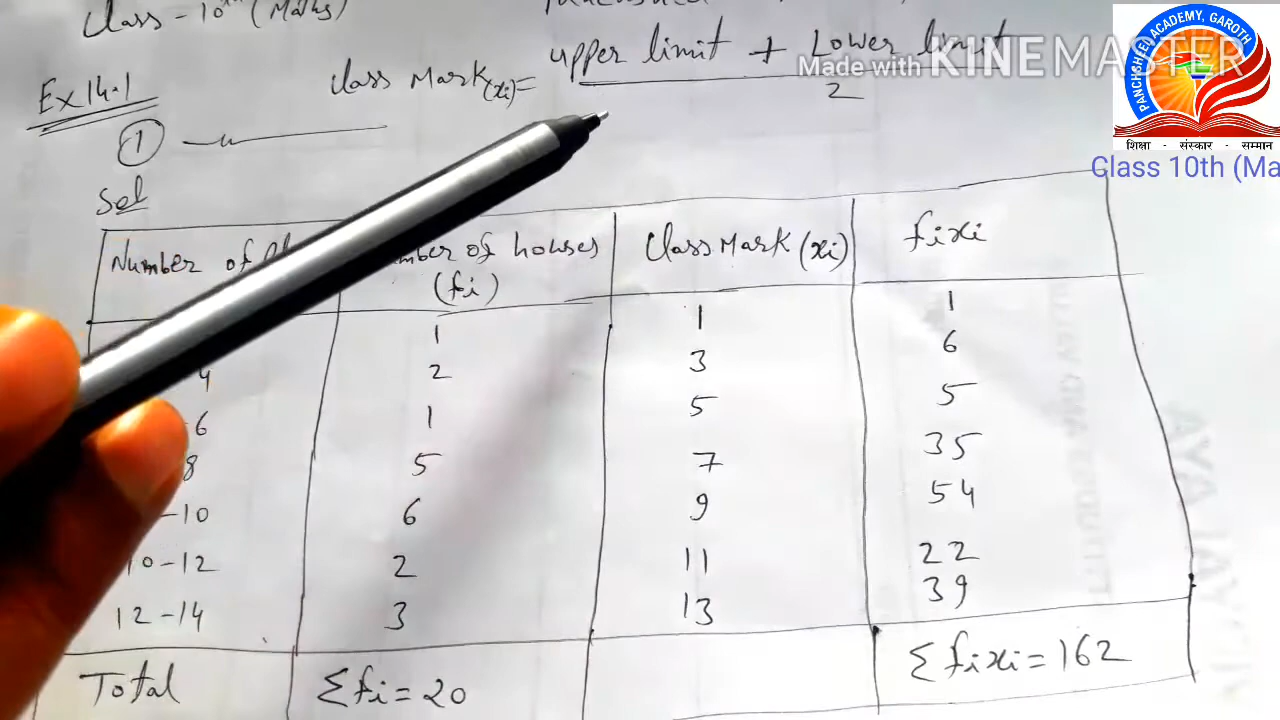 Class - 10th (Maths)
upper limit + Lower limit
Class Mark (xi) =
2
Made with KINEMASTER
PANCHSHEEL ACADEMY, GAROTH
शिक्षा - संस्कार - सम्मान
Class 10th (Ma
Ex 14.1
1
Sol
Number of houses (fi) Class Mark (xi) fixi
1 1 1
4 2 3 6
6 1 5 5
8 5 7 35
-10 6 9 54
10-12 2 11 22
12-14 3 13 39
Total Σfi = 20 Σfixi = 162